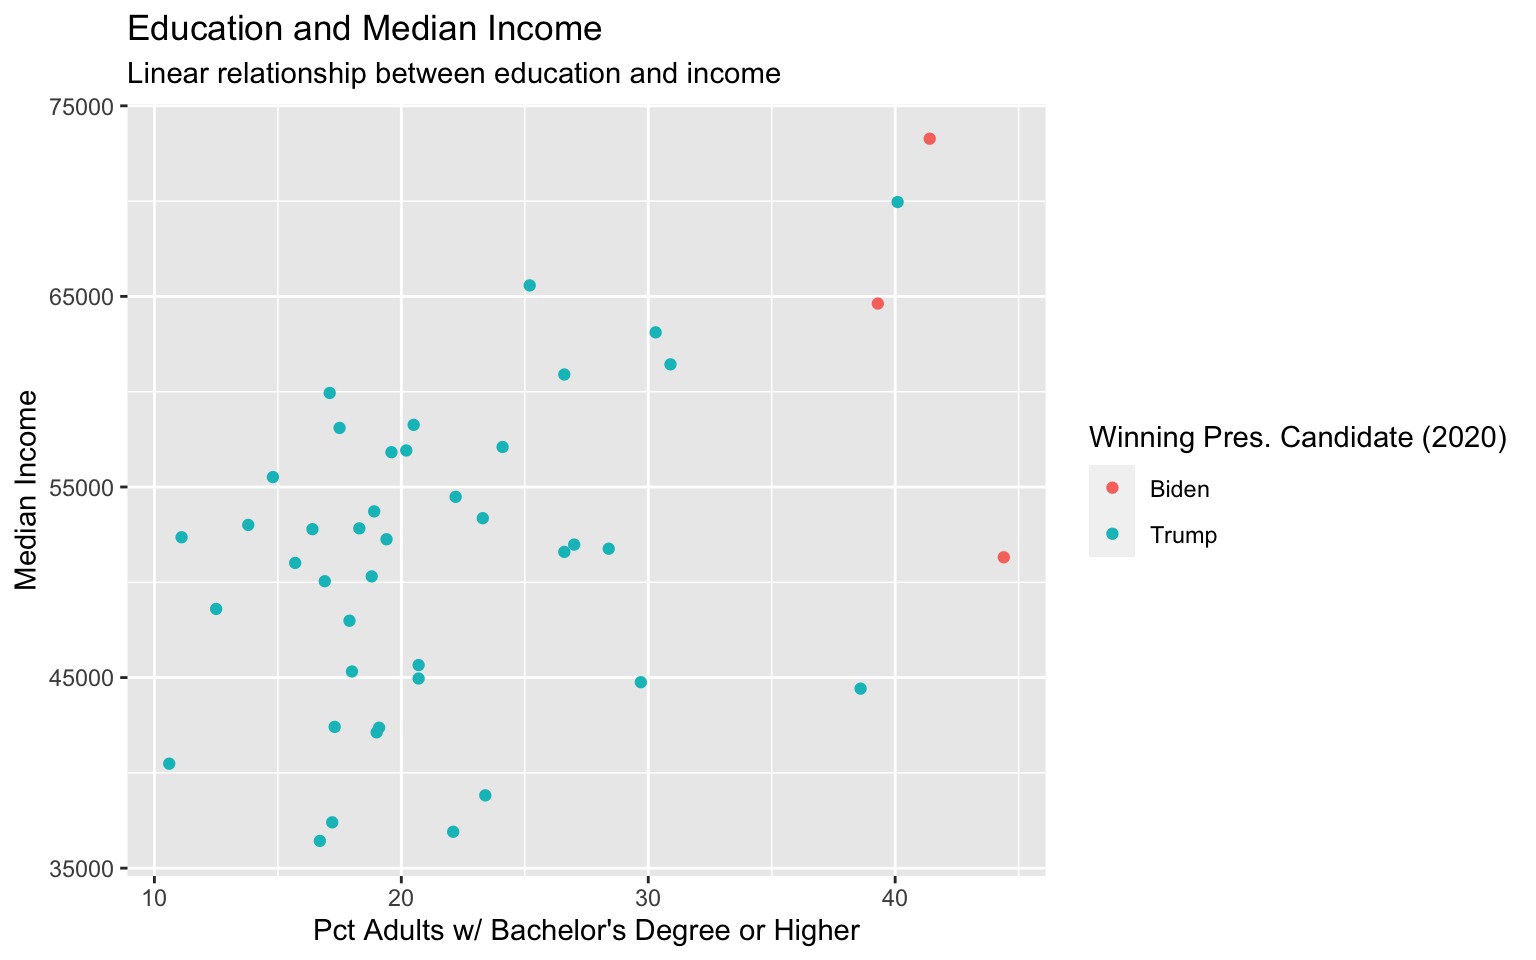 Education and Median Income
Linear relationship between education and income
75000
65000
55000
45000
35000
Median Income
10 20 30 40
Pct Adults w/ Bachelor's Degree or Higher
Winning Pres. Candidate (2020)
Biden
Trump